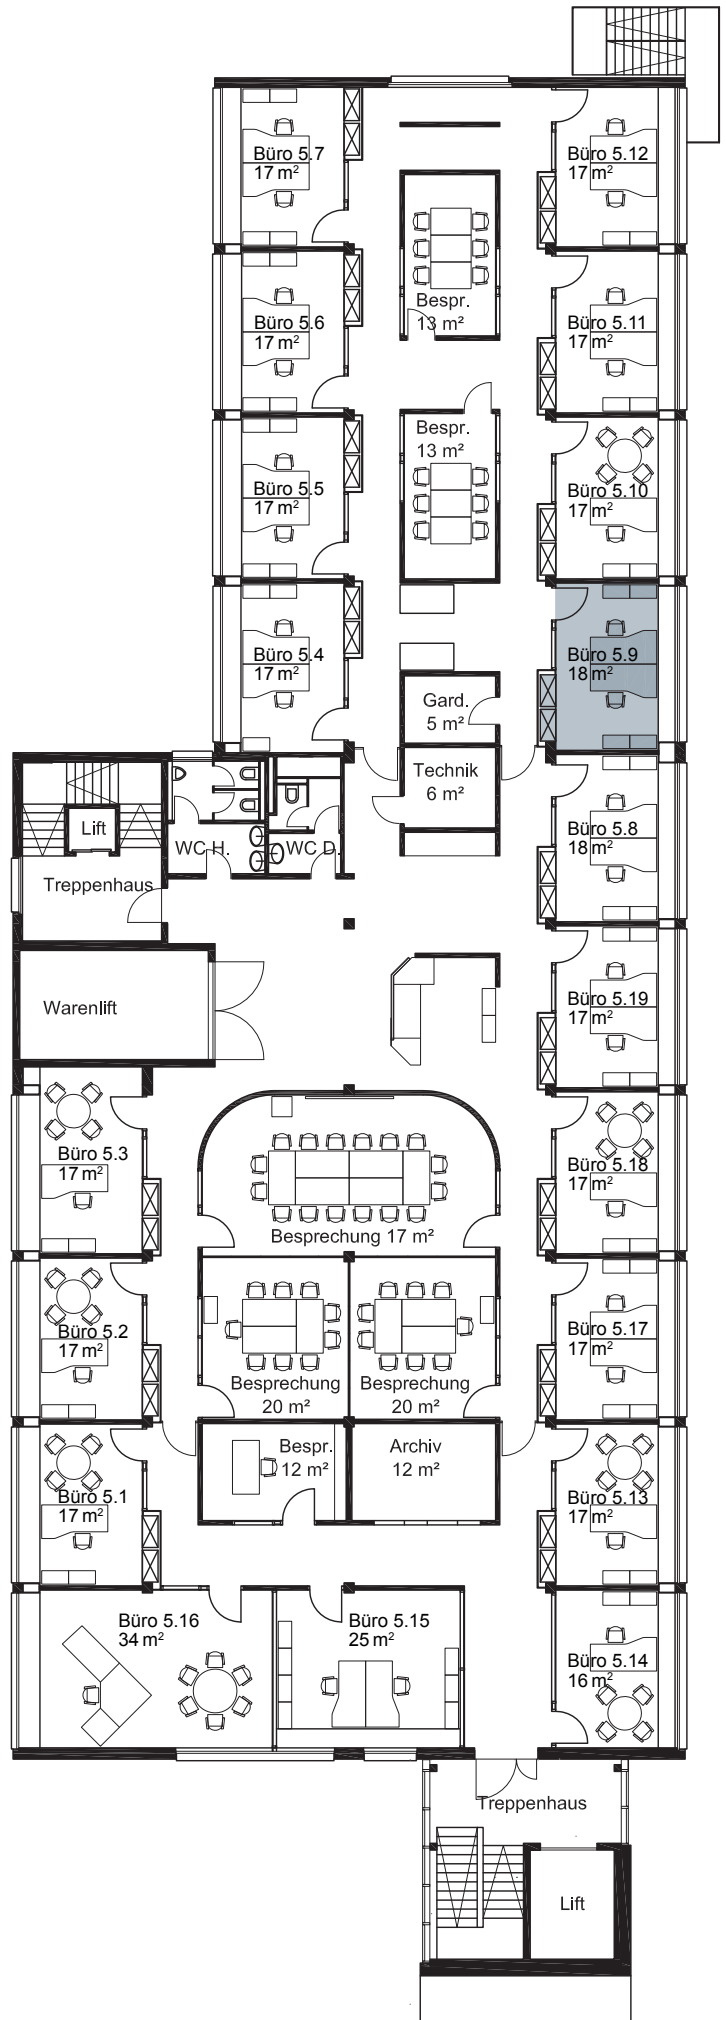 Büro 5.7
17 m²
Büro 5.12
17 m²
Bespr.
13 m²
Büro 5.6
17 m²
Büro 5.11
17 m²
Bespr.
13 m²
Büro 5.5
17 m²
Büro 5.10
17 m²
Büro 5.4
17 m²
Büro 5.9
18 m²
Gard.
5 m²
Technik
6 m²
Lift
WC H.
WC D.
Büro 5.8
18 m²
Treppenhaus
Warenlift
Büro 5.19
17 m²
Büro 5.3
17 m²
Büro 5.18
17 m²
Besprechung 17 m²
Büro 5.2
17 m²
Büro 5.17
17 m²
Besprechung
20 m²
Besprechung
20 m²
Bespr.
12 m²
Archiv
12 m²
Büro 5.1
17 m²
Büro 5.13
17 m²
Büro 5.16
34 m²
Büro 5.15
25 m²
Büro 5.14
16 m²
Treppenhaus
Lift